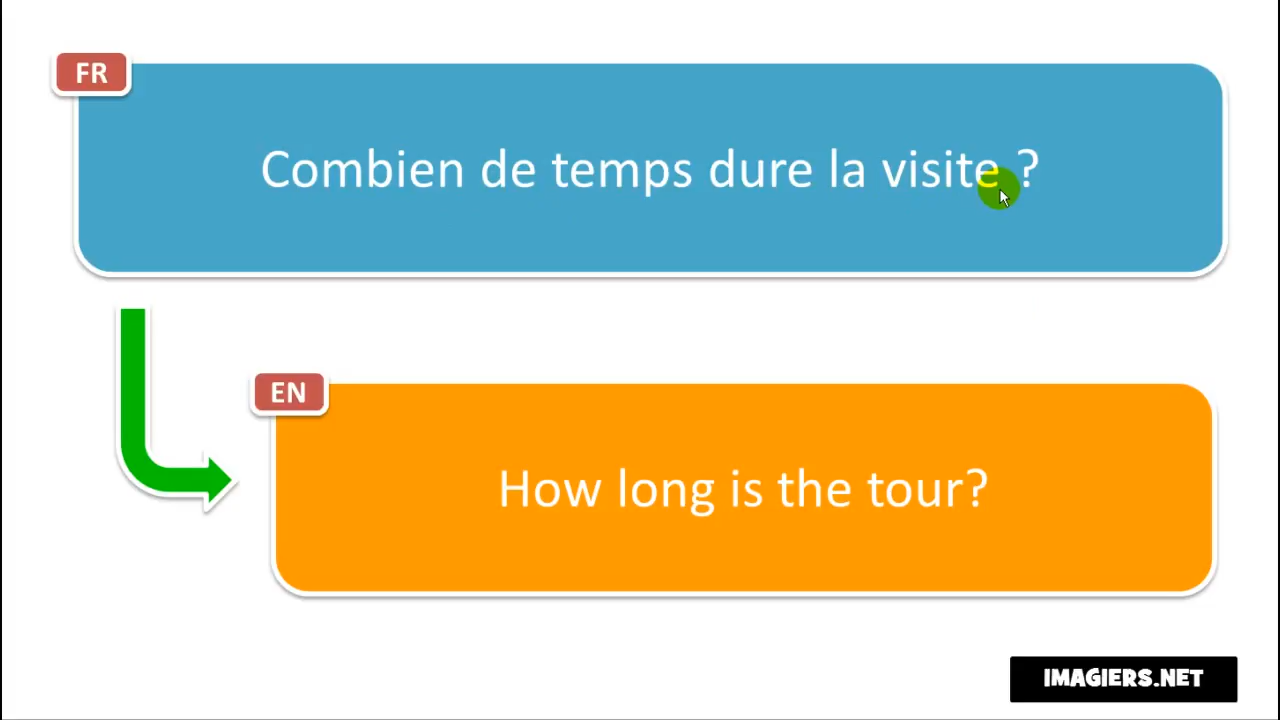 FR
Combien de temps dure la visite ?
EN
How long is the tour?
IMAGIERS.NET